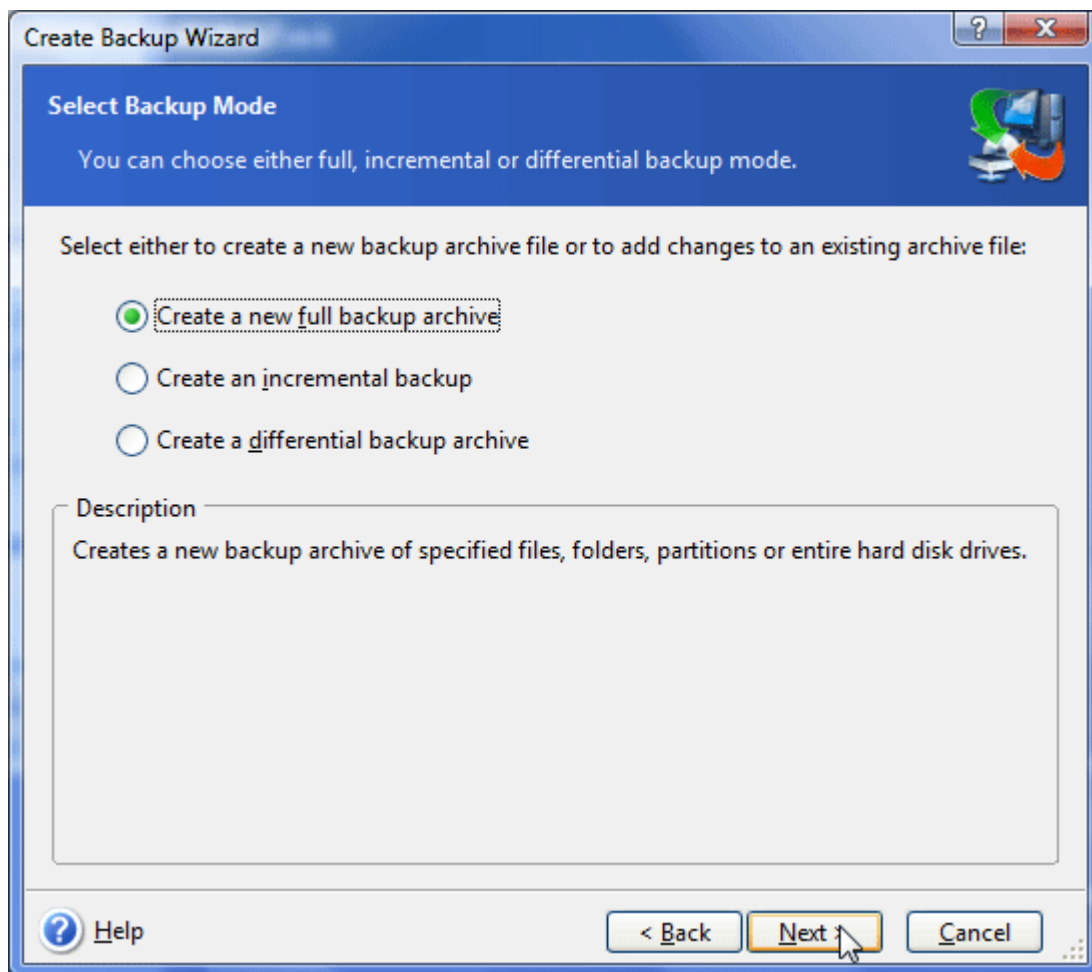 Create Backup Wizard
Select Backup Mode
You can choose either full, incremental or differential backup mode.
Select either to create a new backup archive file or to add changes to an existing archive file:
Create a new full backup archive
Create an incremental backup
Create a differential backup archive
Description
Creates a new backup archive of specified files, folders, partitions or entire hard disk drives.
Help
< Back
Next >
Cancel